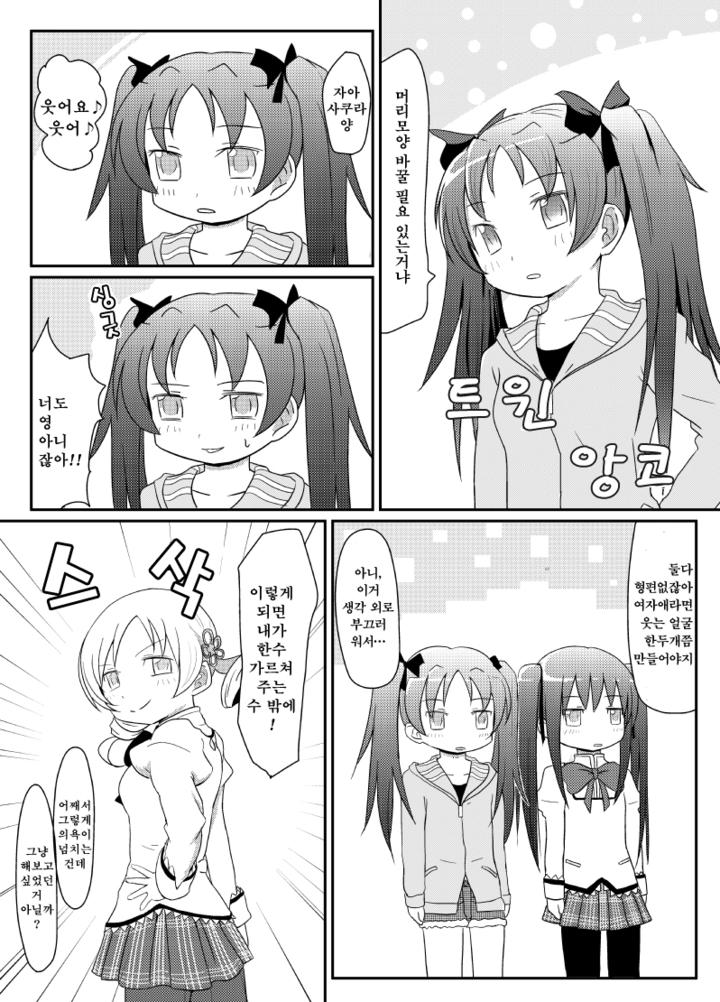 머리모양 바꿀 필요 있는거냐
트윈
앙코
자아
사쿠라
양
웃어요♪
웃어♪
싱긋
너도
영
아니
잖아!!
둘다
형편없잖아
여자애라면
웃는 얼굴
한두개쯤
만들어야지
아니,
이거
생각 외로
부끄러
워서…
스삭
이렇게
되면
내가
한수
가르쳐
주는
수 밖에
!
어째서
그렇게
의욕이
넘치는
건데
그냥
해보고
싶었던
거
아닐까
?